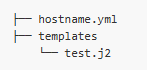 ├── hostname.yml
├── templates
    └── test.j2